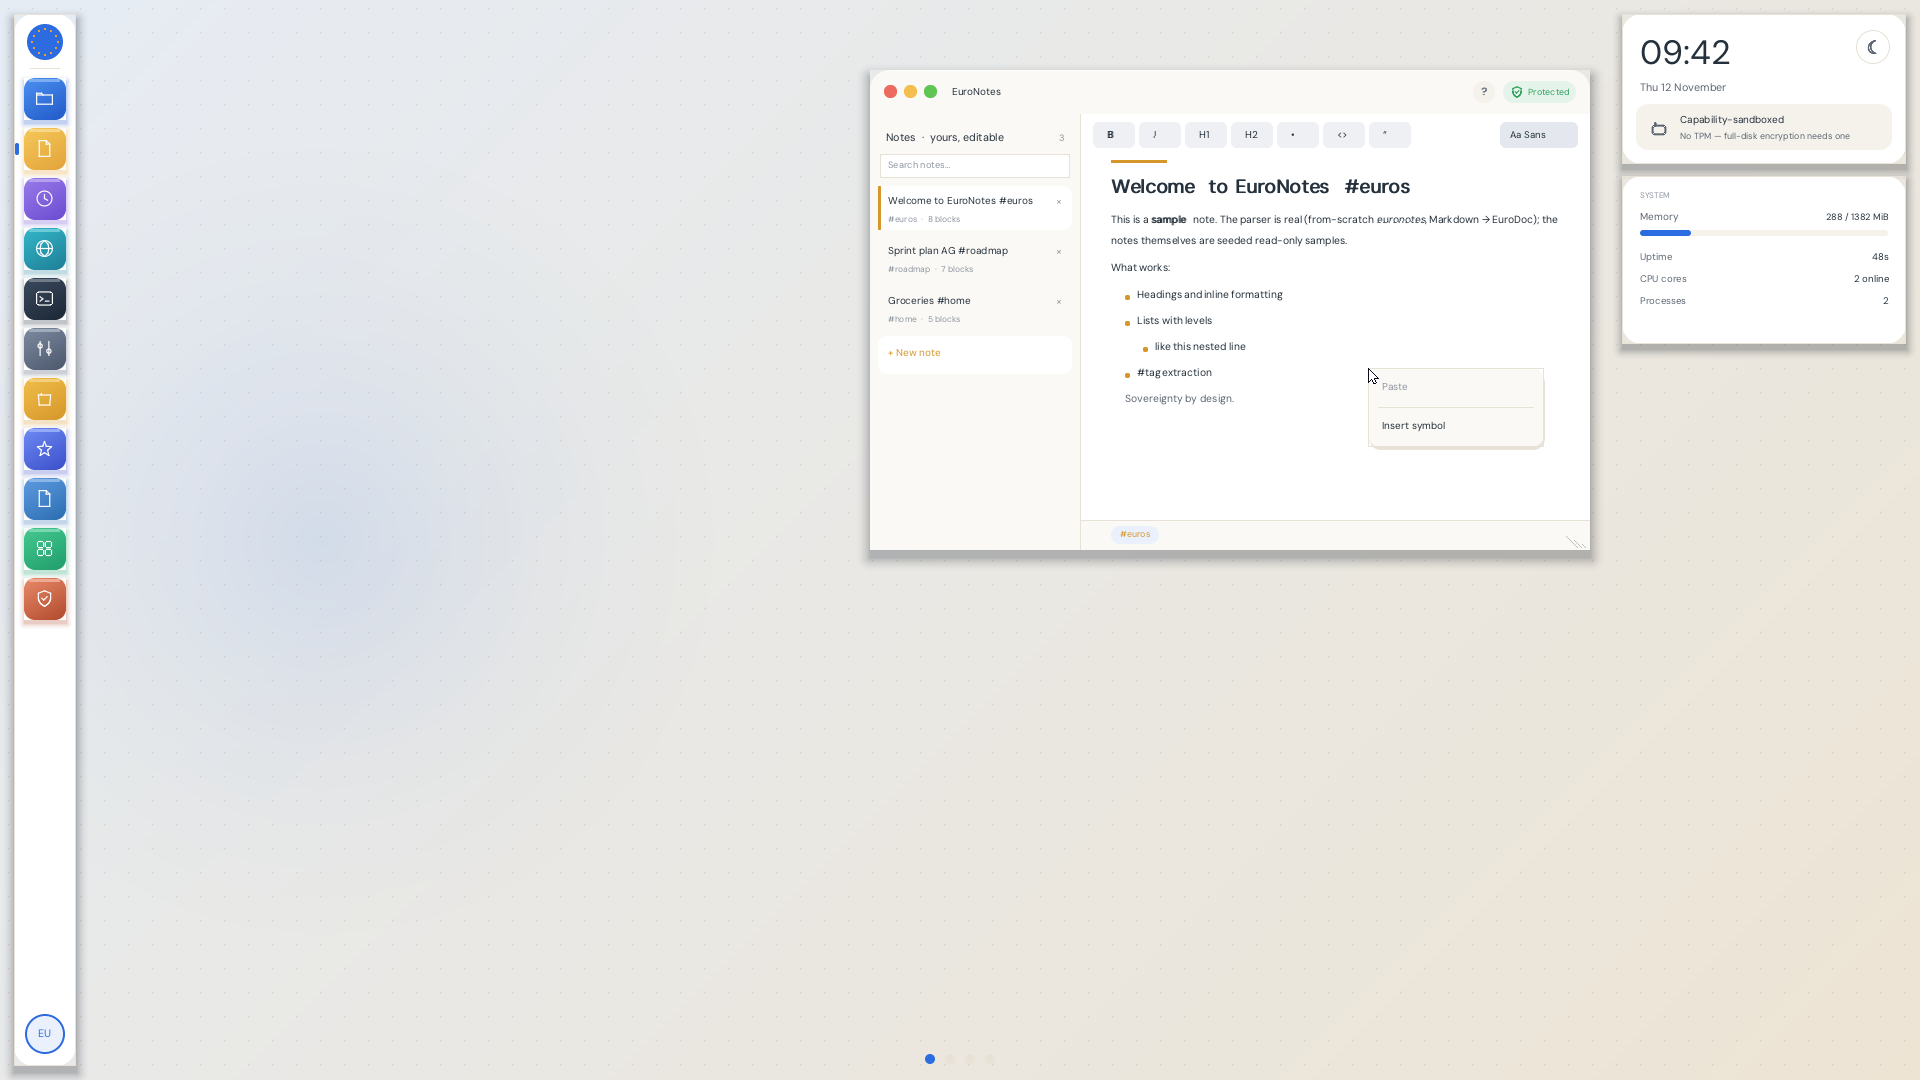 EuroNotes
?
Protected
Notes · yours, editable
3
Search notes...
Welcome to EuroNotes #euros
×
#euros · 8 blocks
Sprint plan AG #roadmap
×
#roadmap · 7 blocks
Groceries #home
×
#home · 5 blocks
+ New note
B
I
H1
H2
•
<>
"
Aa Sans
Welcome to EuroNotes #euros
This is a sample note. The parser is real (from-scratch euronotes, Markdown → EuroDoc); the
notes themselves are seeded read-only samples.
What works:
Headings and inline formatting
Lists with levels
like this nested line
#tag extraction
Sovereignty by design.
Paste
Insert symbol
#euros
09:42
Thu 12 November
Capability-sandboxed
No TPM — full-disk encryption needs one
SYSTEM
Memory
288 / 1382 MiB
Uptime
48s
CPU cores
2 online
Processes
2
EU